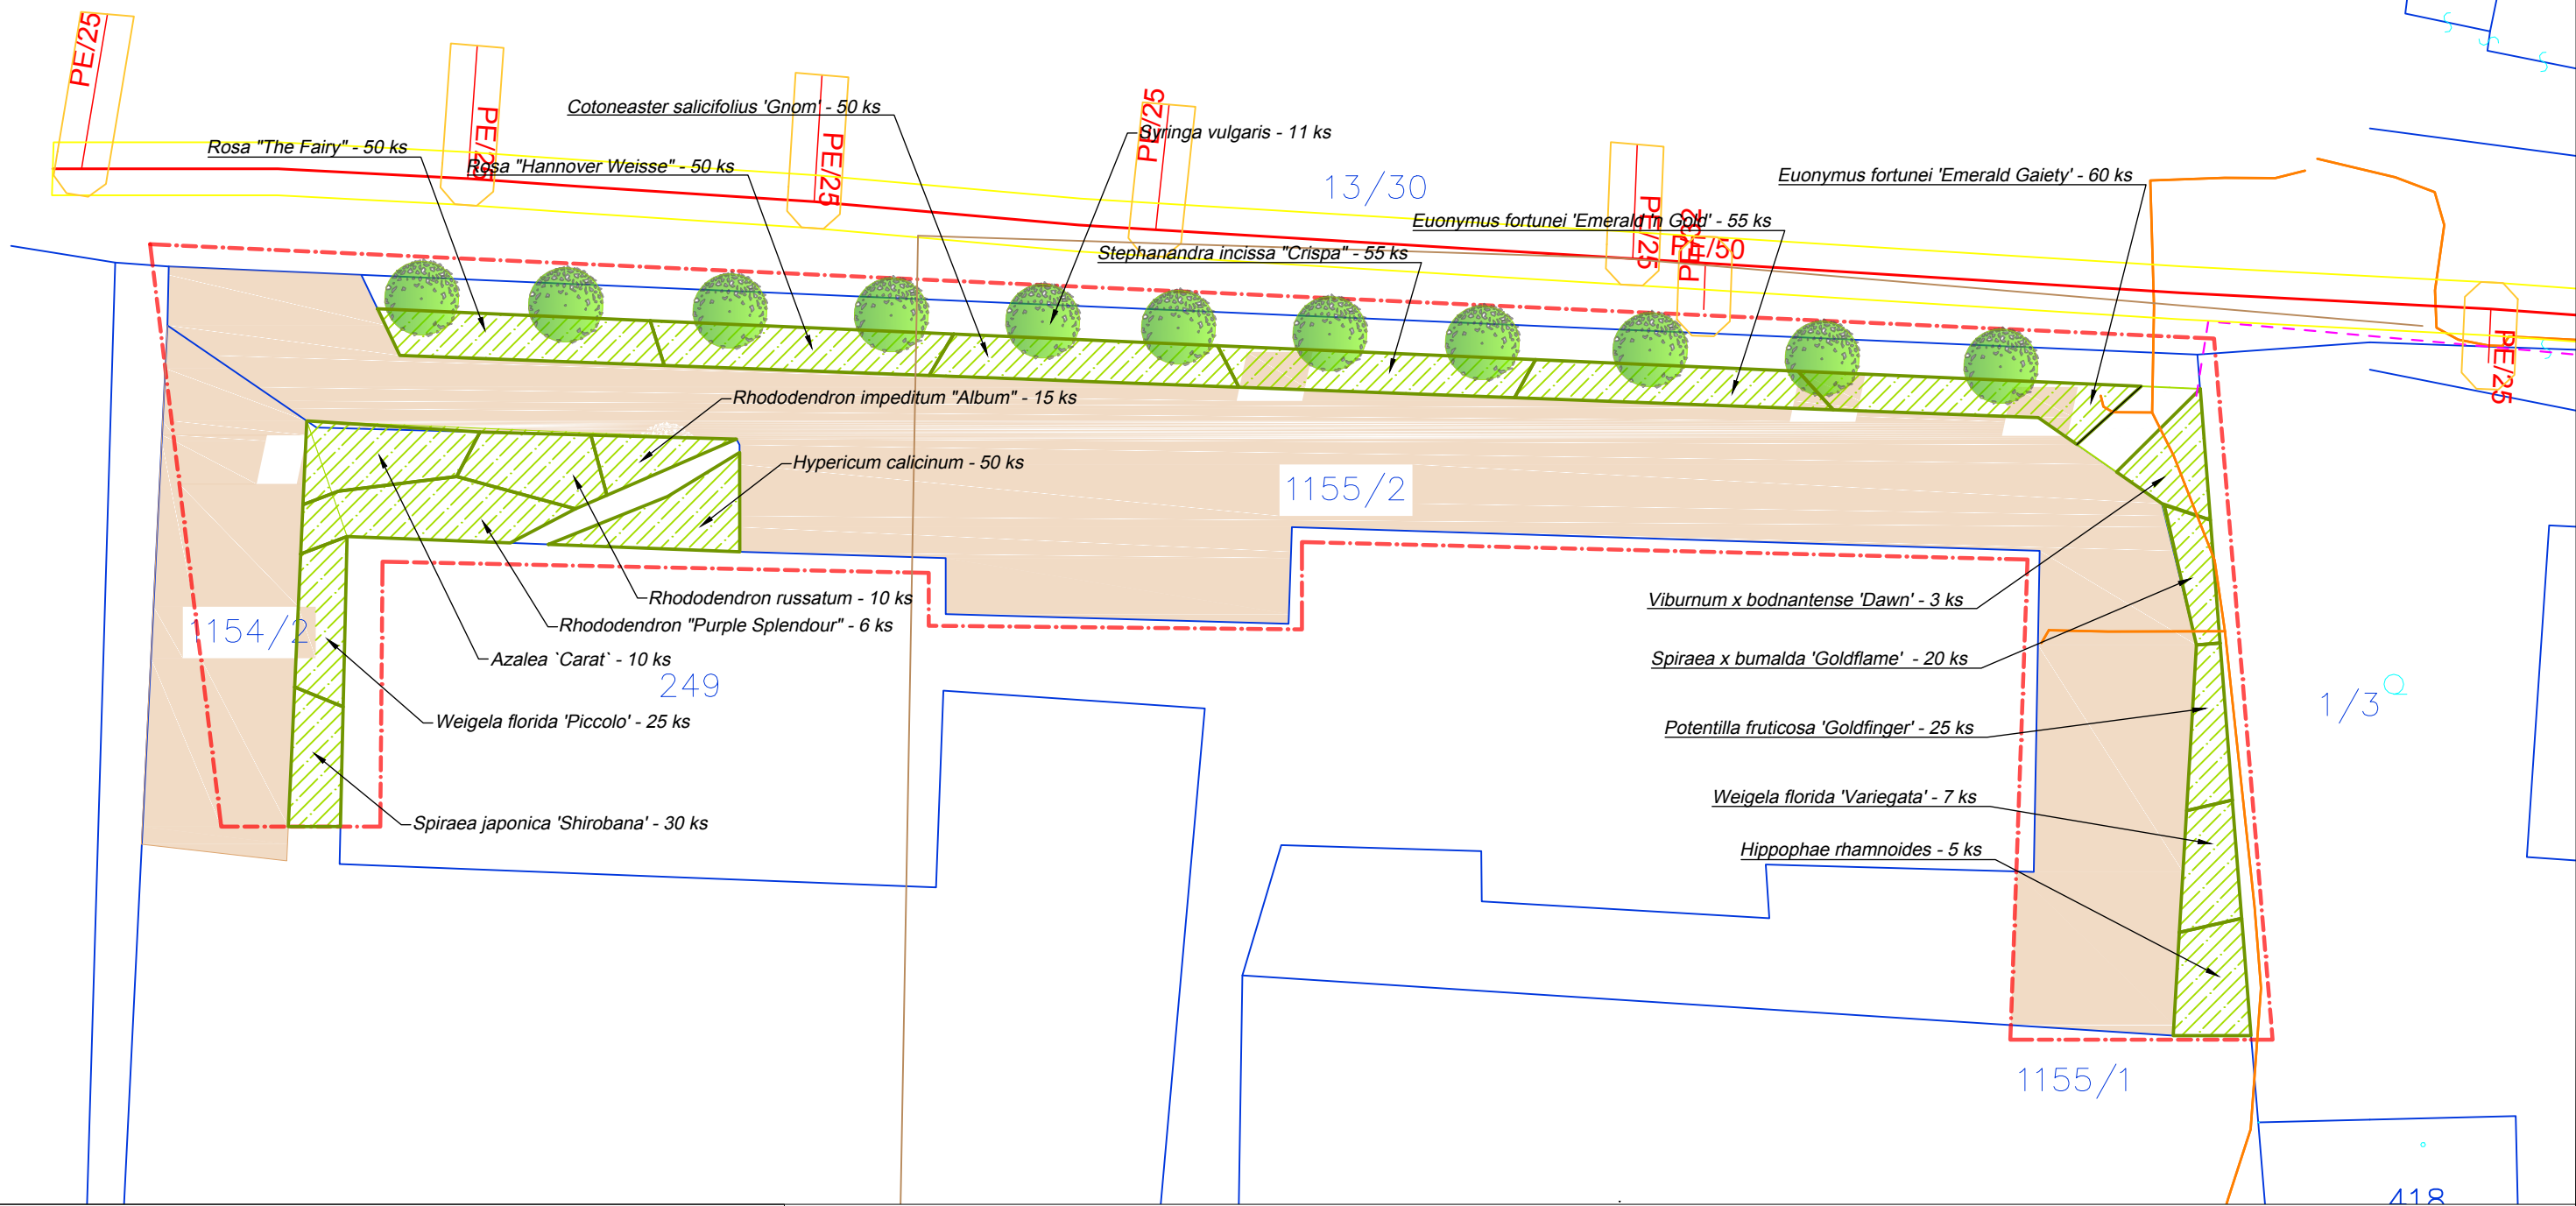 PE/25
PE/25
PE/25
PE/25
Cotoneaster salicifolius 'Gnom' - 50 ks
Syringa vulgaris - 11 ks
Rosa "The Fairy" - 50 ks
Rosa "Hannover Weisse" - 50 ks
13/30
Euonymus fortunei 'Emerald Gaiety' - 60 ks
Euonymus fortunei 'Emerald 'n Gold' - 55 ks
PE/25
PE/32
PE/50
Stephanandra incissa "Crispa" - 55 ks
PE/25
Rhododendron impeditum "Album" - 15 ks
Hypericum calicinum - 50 ks
1155/2
Rhododendron russatum - 10 ks
Viburnum x bodnantense 'Dawn' - 3 ks
Rhododendron "Purple Splendour" - 6 ks
1154/2
Azalea `Carat` - 10 ks
Spiraea x bumalda 'Goldflame' - 20 ks
249
1/3
Weigela florida 'Piccolo' - 25 ks
Potentilla fruticosa 'Goldfinger' - 25 ks
Weigela florida 'Variegata' - 7 ks
Spiraea japonica 'Shirobana' - 30 ks
Hippophae rhamnoides - 5 ks
1155/1
418